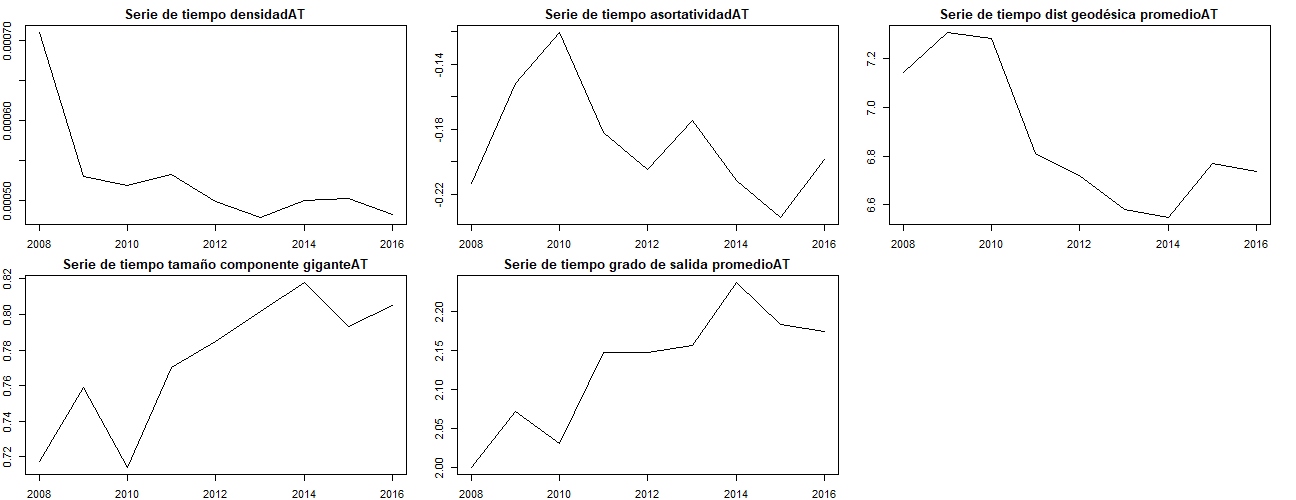 Serie de tiempo densidadAT
0.00070
0.00060
0.00050
2008 2010 2012 2014 2016
Serie de tiempo asortatividadAT
-0.14
-0.18
-0.22
2008 2010 2012 2014 2016
Serie de tiempo dist geodésica promedioAT
7.2
7.0
6.8
6.6
2008 2010 2012 2014 2016
Serie de tiempo tamaño componente giganteAT
0.82
0.80
0.78
0.76
0.74
0.72
2008 2010 2012 2014 2016
Serie de tiempo grado de salida promedioAT
2.20
2.15
2.10
2.05
2.00
2008 2010 2012 2014 2016